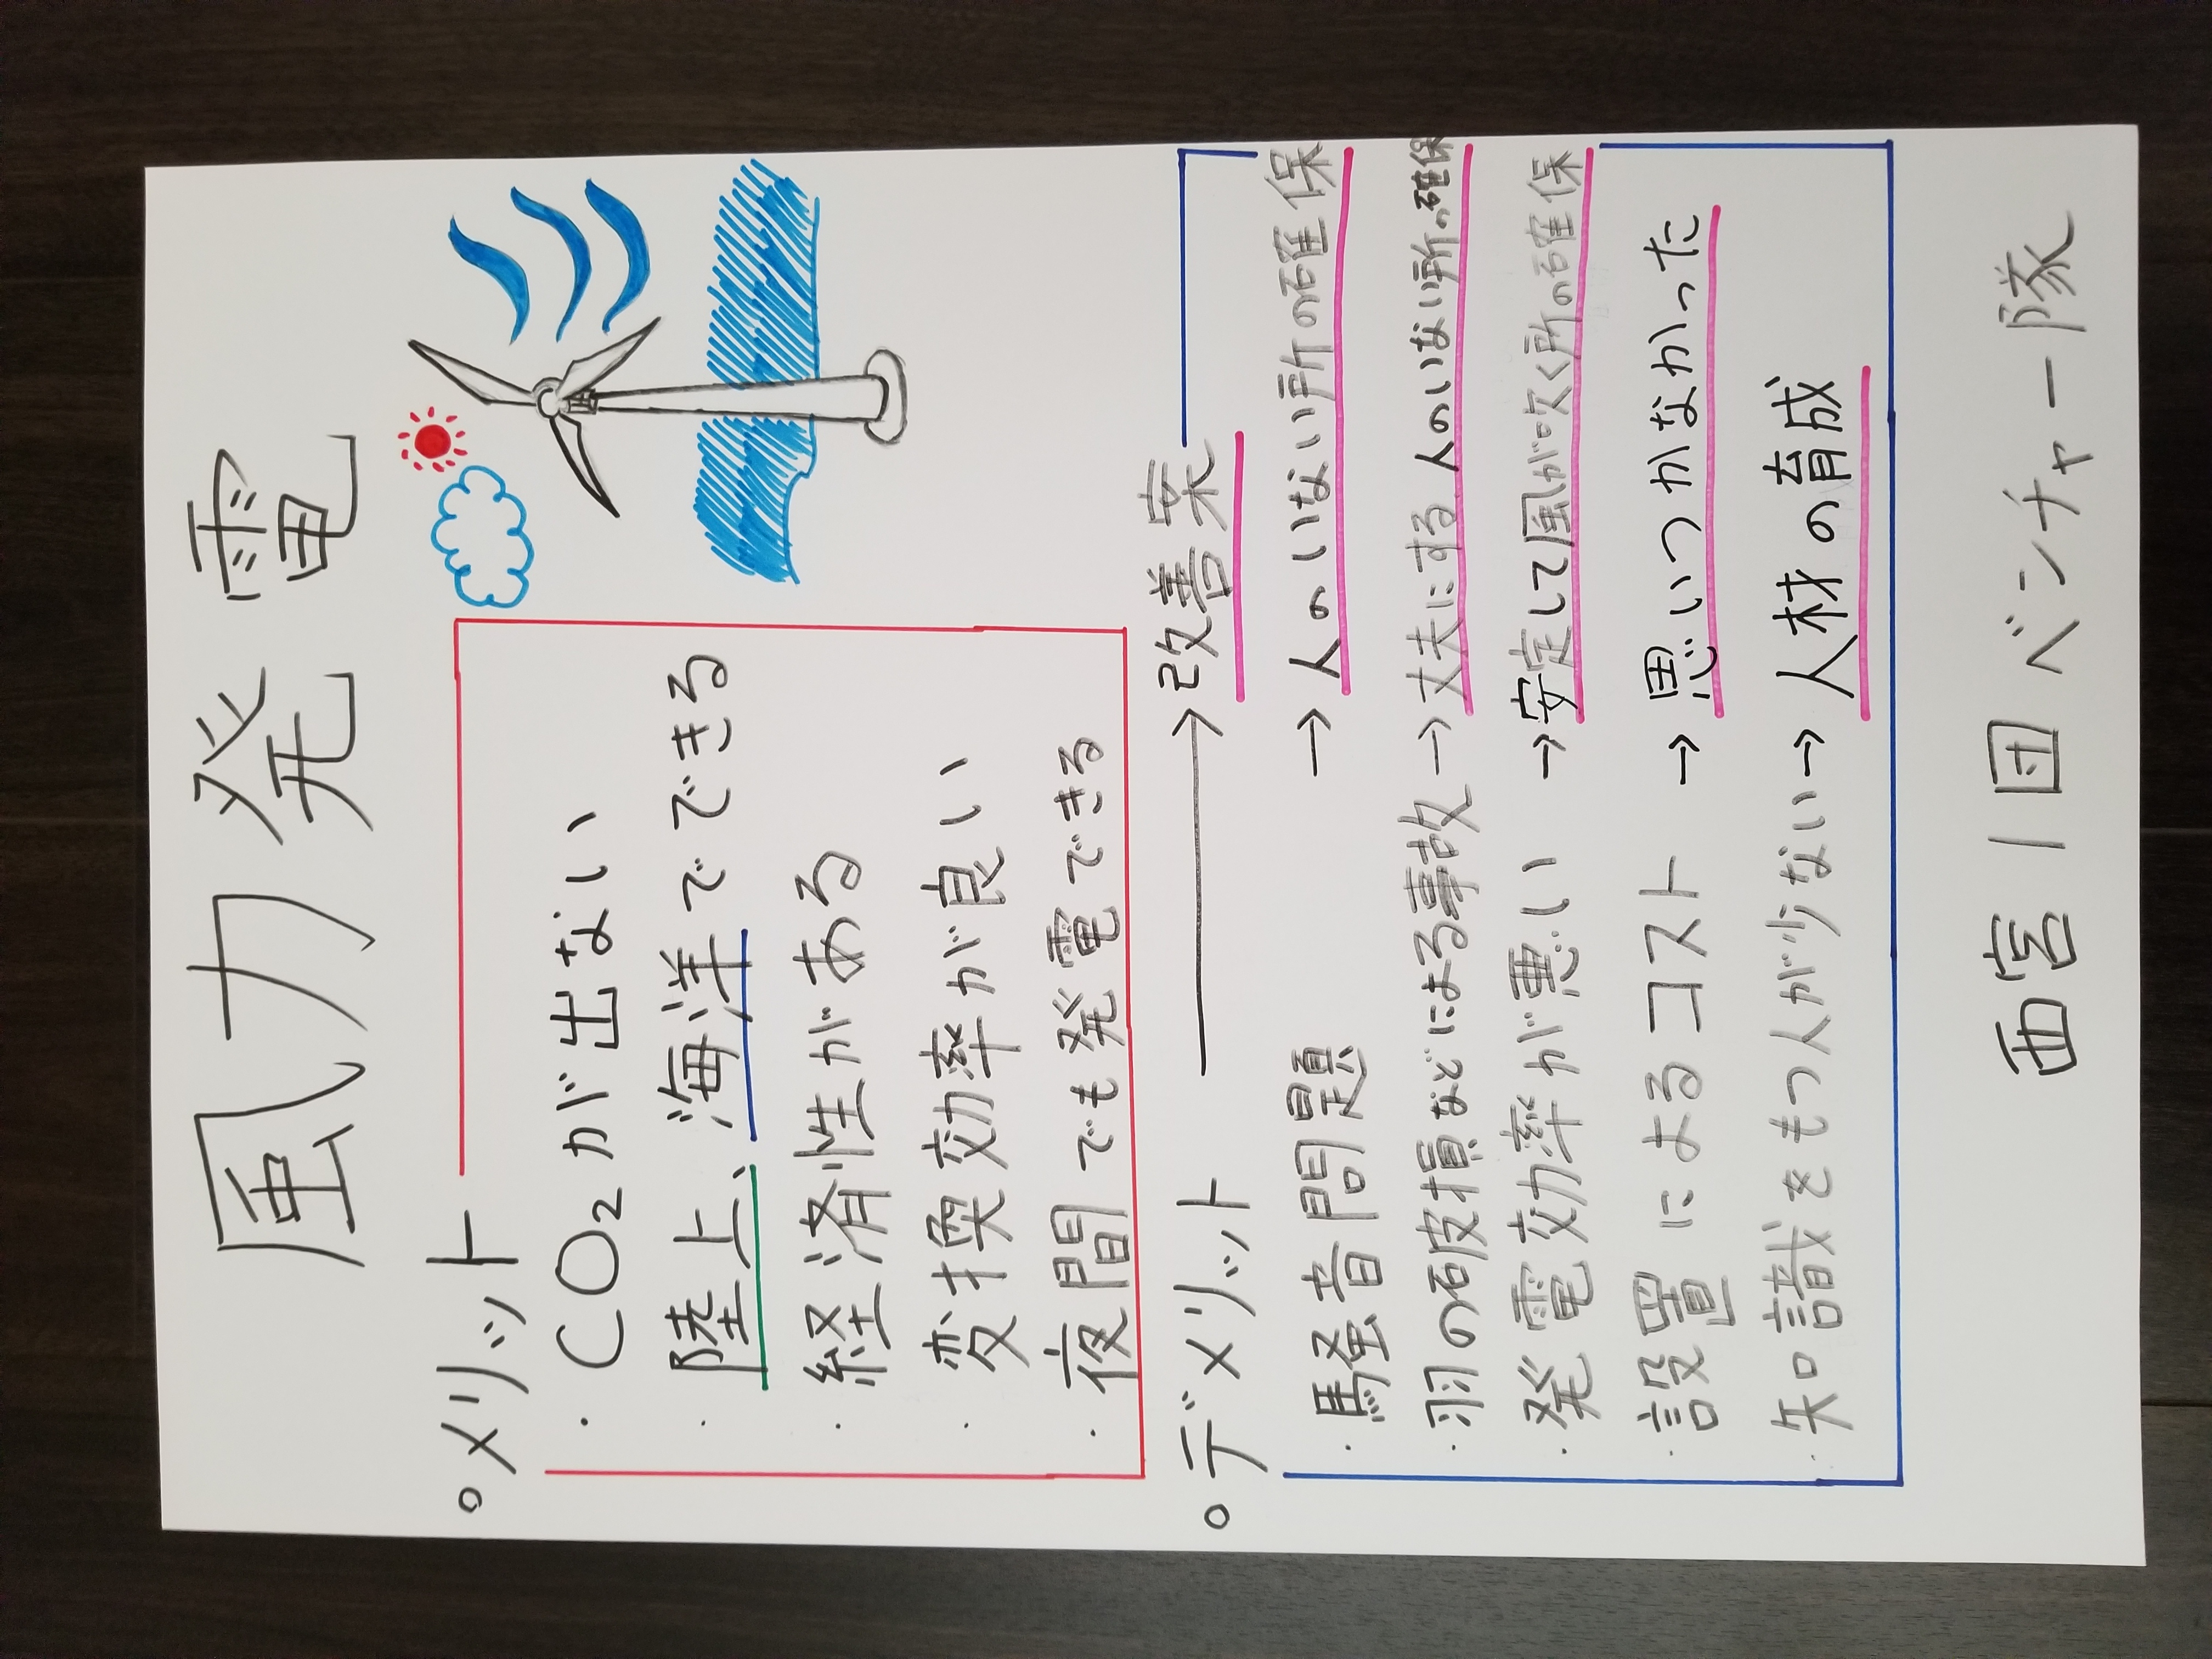 風力発電
○メリット
・CO₂が出ない
・陸上、海洋でできる
・経済性がある
・変換効率が良い
・夜間でも発電できる
○デメリット → 改善案
・騒音問題 → 人のいない所の確保
・羽の破損などによる事故 → 丈夫にする 人のいない所の確保
・発電効率が悪い → 安定して風が吹く所の確保
・設置によるコスト → 思いつかなかった
・知識をもつ人が少ない → 人材の育成
西宮1団ベンチャー隊